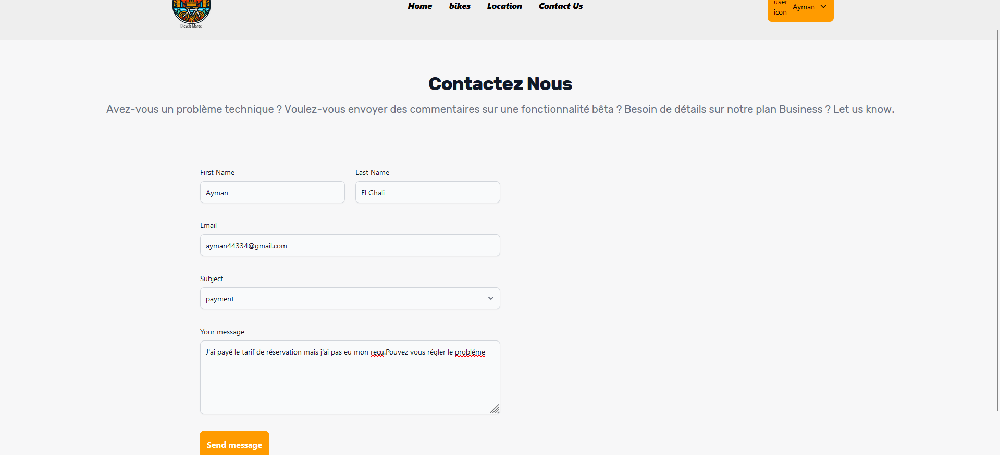 Home bikes Location Contact Us
user
icon
Ayman
Bicycle Maroc
Contactez Nous
Avez-vous un problème technique ? Voulez-vous envoyer des commentaires sur une fonctionnalité bêta ? Besoin de détails sur notre plan Business ? Let us know.
First Name
Last Name
Ayman
El Ghali
Email
ayman44334@gmail.com
Subject
payment
Your message
J'ai payé le tarif de réservation mais j'ai pas eu mon recu.Pouvez vous régler le probléme
Send message